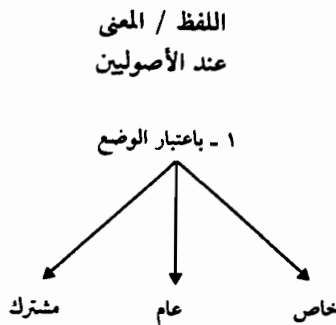 اللفظ / المعنى
عند الأصوليين
١ ـ باعتبار الوضع
خاص
عام
مشترك